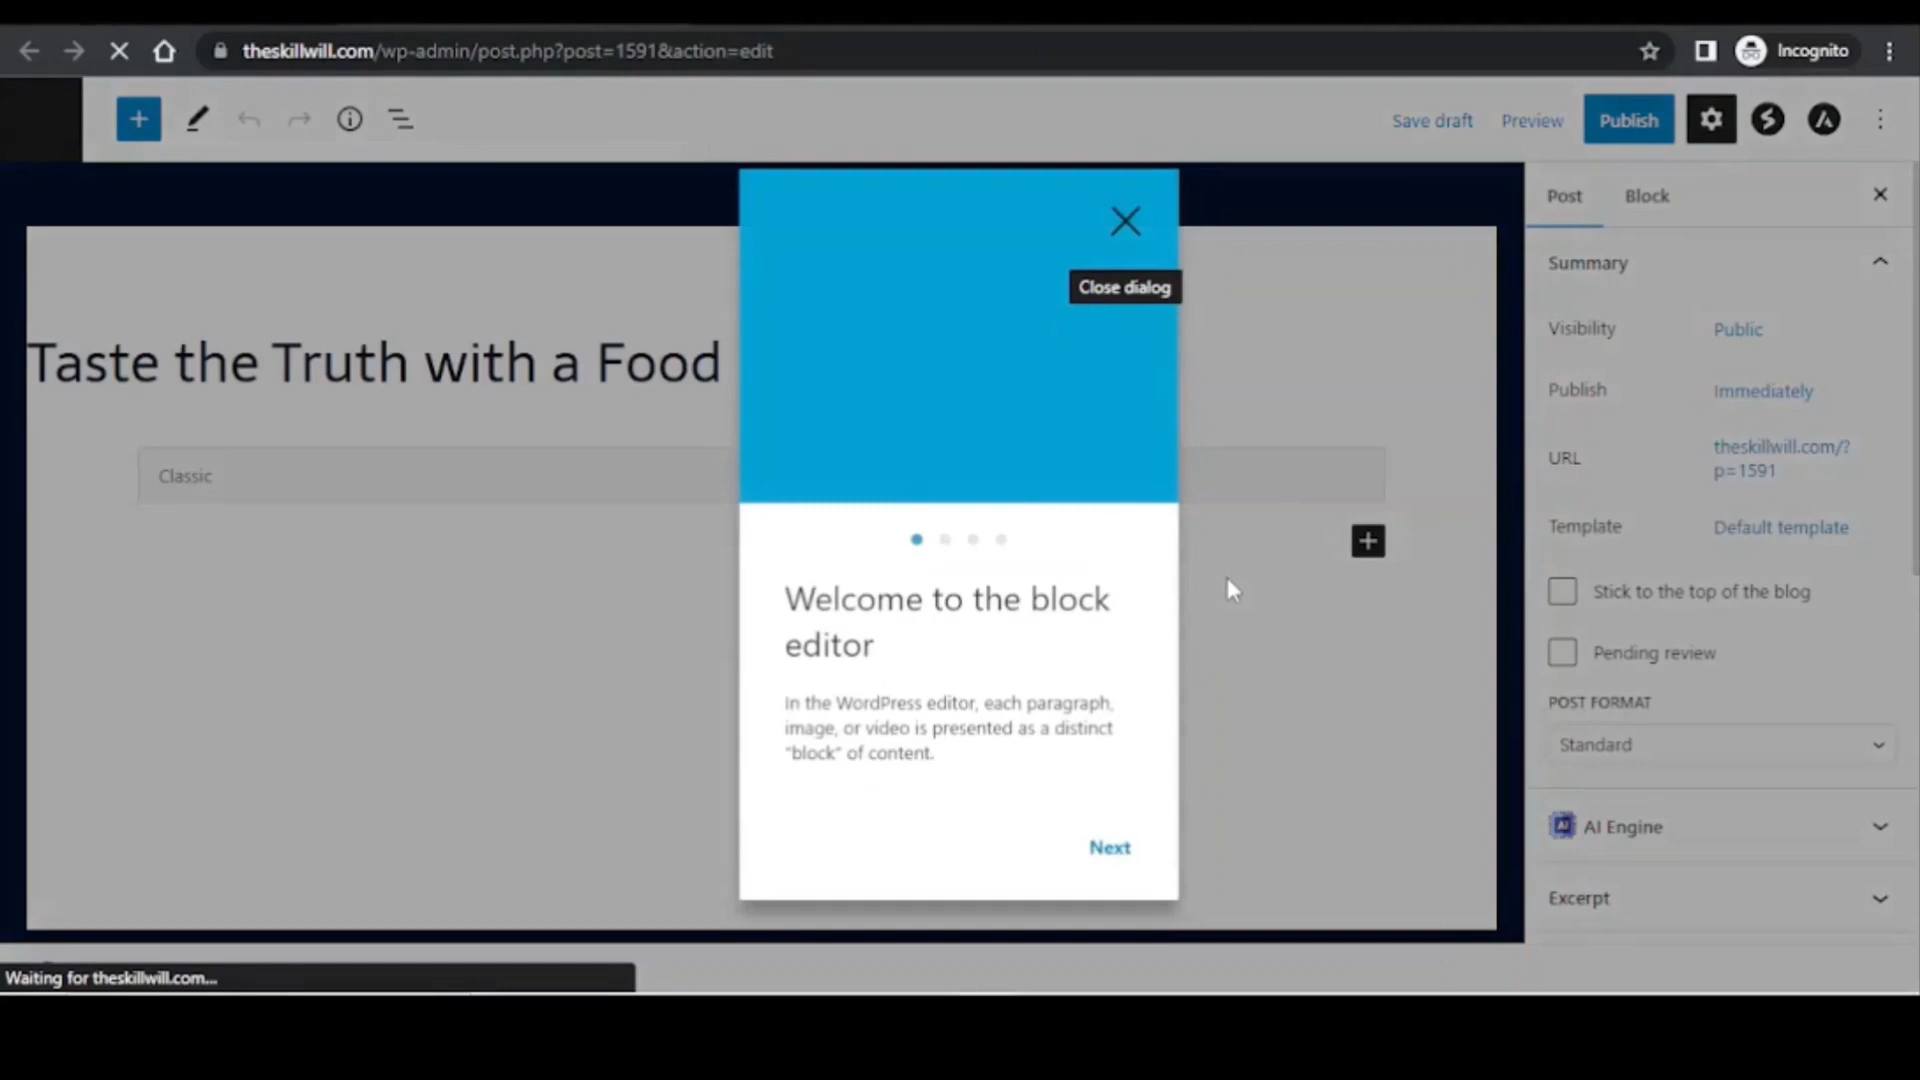 theskillwill.com/wp-admin/post.php?post=1591&action=edit
Incognito
Save draft
Preview
Publish
Post
Block
Close dialog
Summary
Visibility
Public
Taste the Truth with a Food
Publish
Immediately
Classic
URL
theskillwill.com/?
p=1591
Template
Default template
Welcome to the block
editor
Stick to the top of the blog
Pending review
In the WordPress editor, each paragraph,
image, or video is presented as a distinct
“block” of content.
POST FORMAT
Standard
Next
AI
AI Engine
Excerpt
Waiting for theskillwill.com...